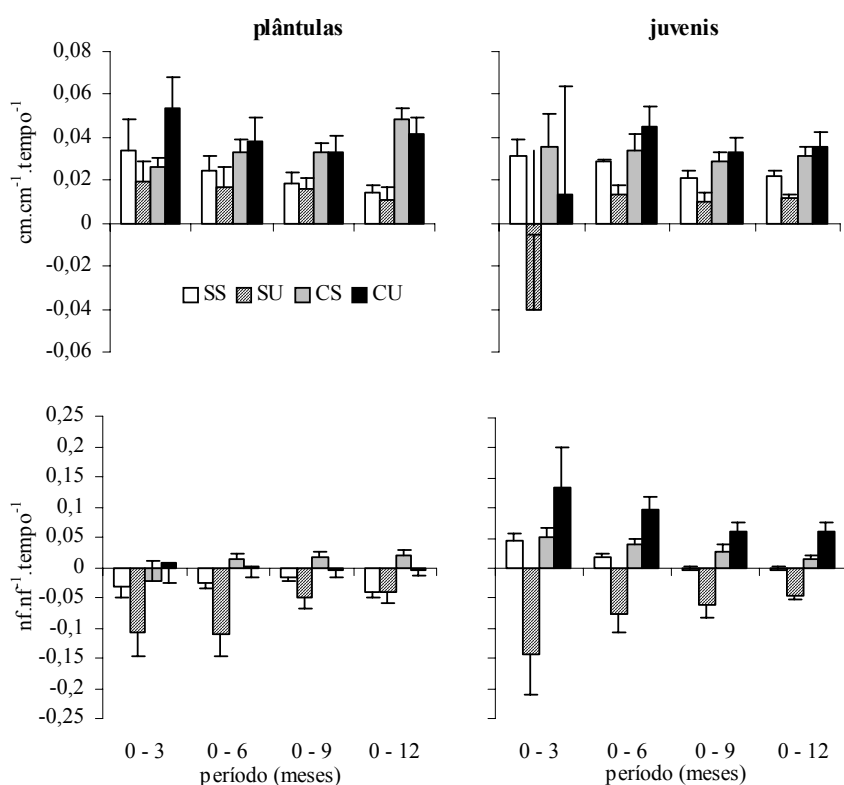 plântulas
juvenis
0,08
0,06
0,04
0,02
0
-0,02
-0,04
-0,06
cm.cm⁻¹.tempo⁻¹
SS SU CS CU
0,25
0,2
0,15
0,1
0,05
0
-0,05
-0,1
-0,15
-0,2
-0,25
nf.nf⁻¹.tempo⁻¹
0 - 3 0 - 6 0 - 9 0 - 12
período (meses)
0 - 3 0 - 6 0 - 9 0 - 12
período (meses)